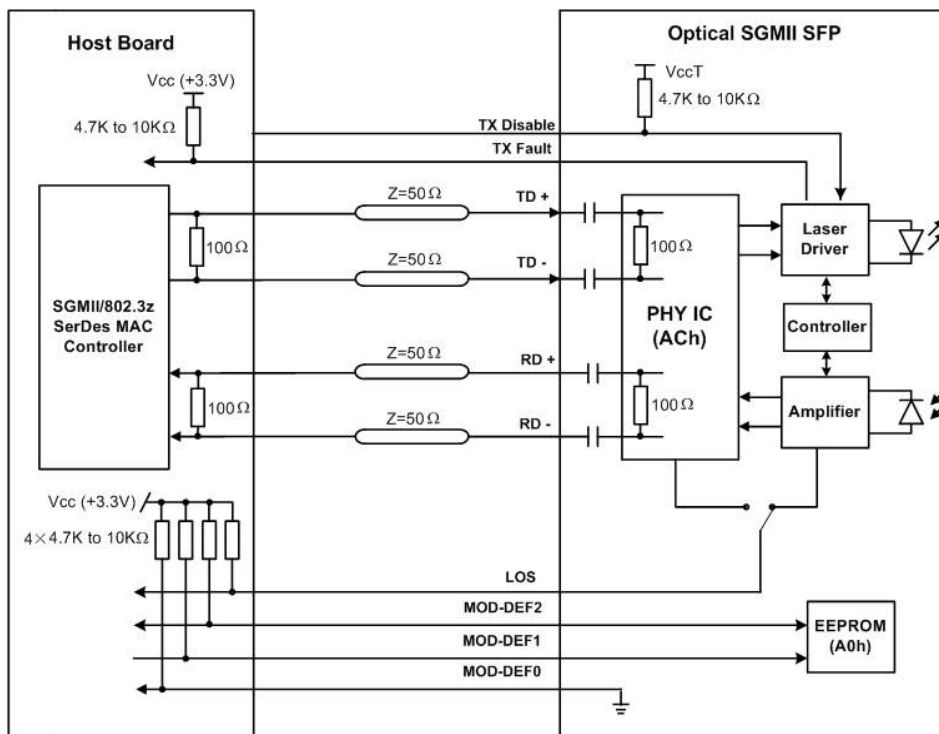 Host Board
Optical SGMII SFP
Vcc (+3.3V)
4.7K to 10KΩ
VccT
4.7K to 10KΩ
TX Disable
TX Fault
Z=50Ω
TD +
100Ω
100Ω
Z=50Ω
TD -
Laser
Driver
SGMII/802.3z
SerDes MAC
Controller
PHY IC
(ACh)
Controller
Z=50Ω
RD +
100Ω
100Ω
Z=50Ω
RD -
Amplifier
Vcc (+3.3V)
4×4.7K to 10KΩ
LOS
MOD-DEF2
MOD-DEF1
MOD-DEF0
EEPROM
(A0h)